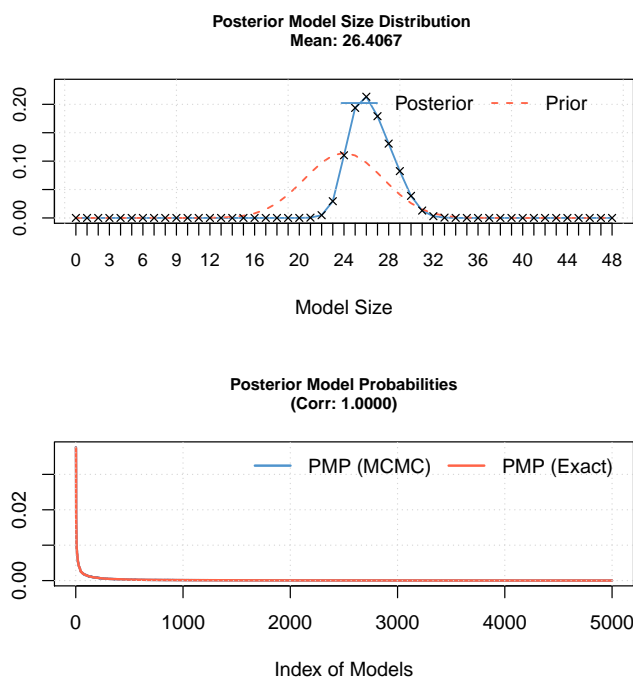 Posterior Model Size Distribution
Mean: 26.4067
0.20
0.10
0.00
Posterior
Prior
0 3 6 9 12 16 20 24 28 32 36 40 44 48
Model Size
Posterior Model Probabilities
(Corr: 1.0000)
0.02
0.00
PMP (MCMC)
PMP (Exact)
0 1000 2000 3000 4000 5000
Index of Models